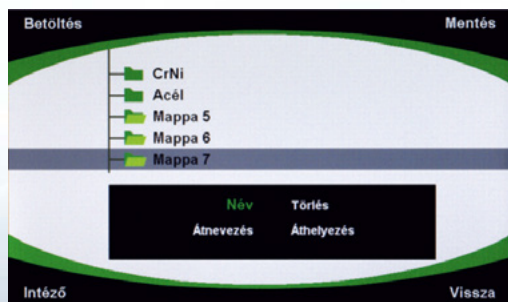 Betöltés Mentés
CrNi
Acél
Mappa 5
Mappa 6
Mappa 7
Név Törlés
Átnevezés Áthelyezés
Intéző Vissza